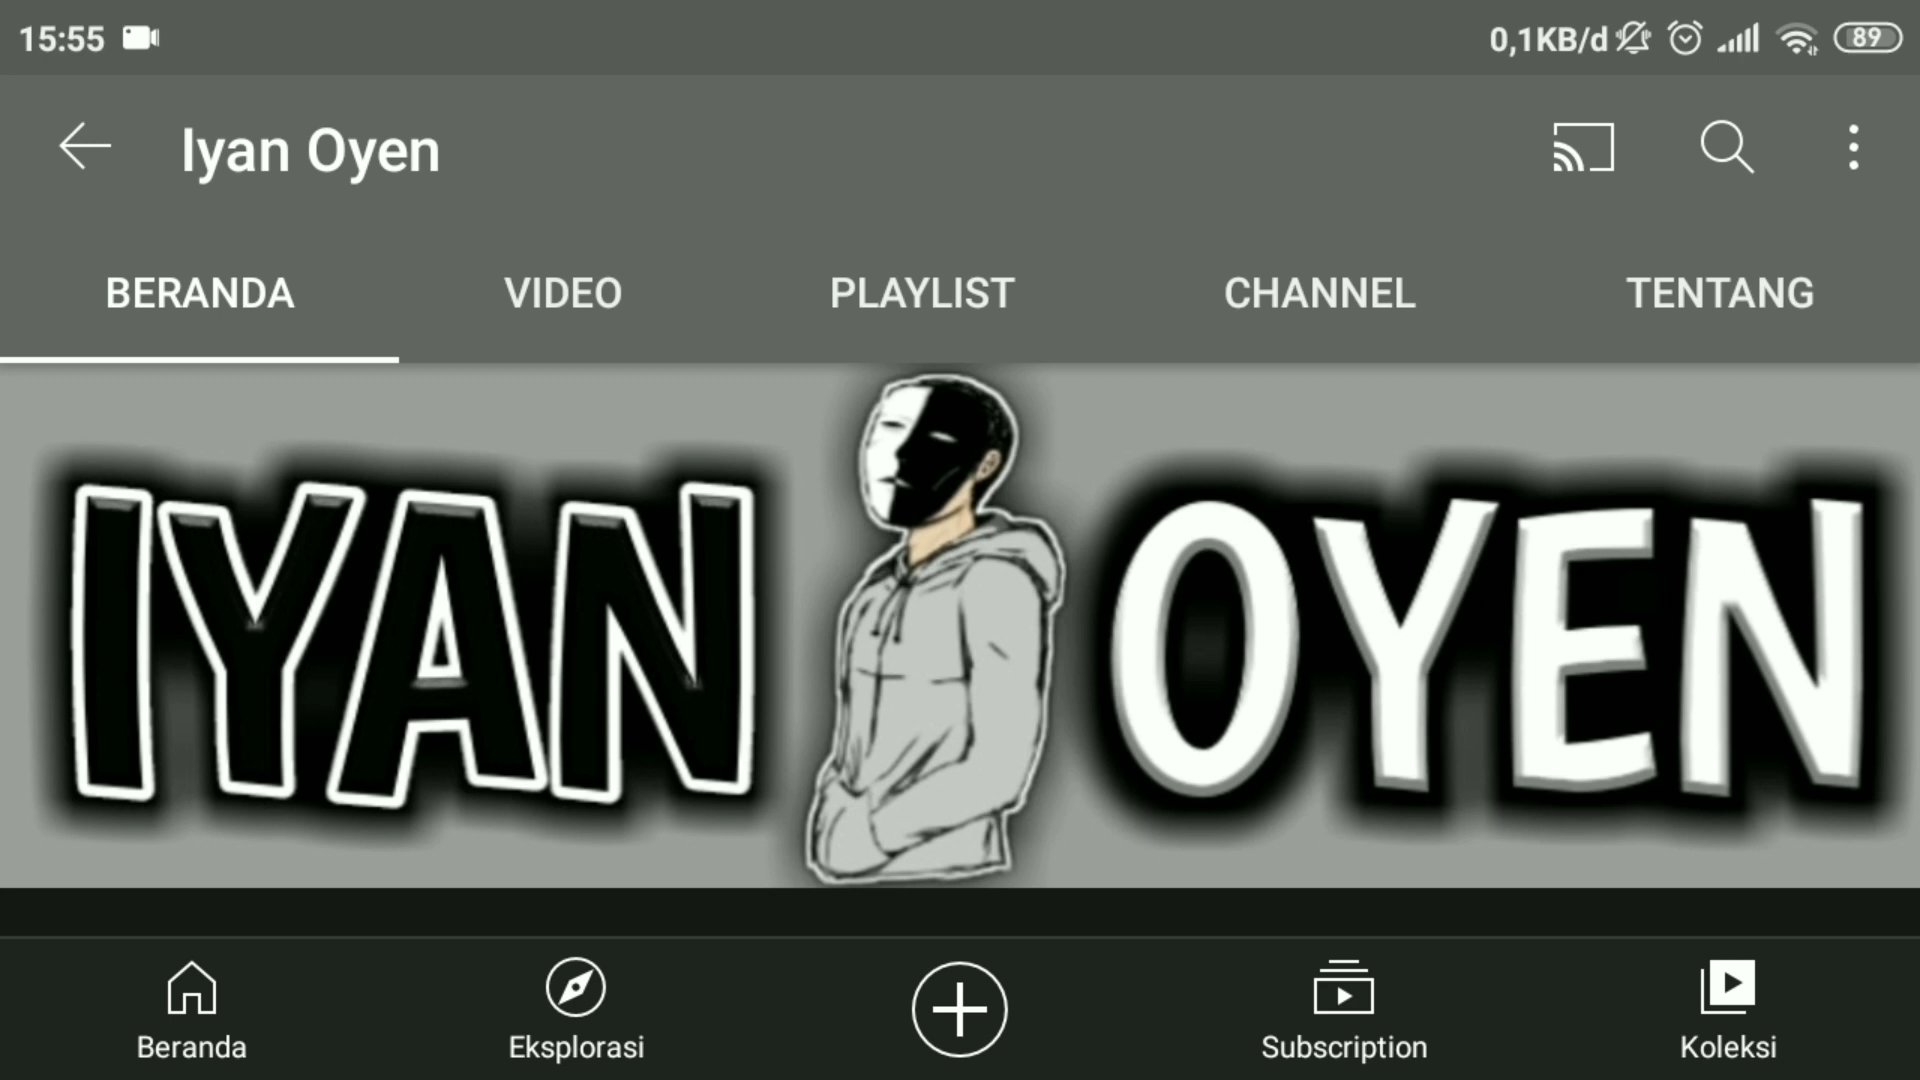 15:55 0,1KB/d 89
Iyan Oyen
BERANDA VIDEO PLAYLIST CHANNEL TENTANG
IYAN OYEN
Beranda Eksplorasi Subscription Koleksi